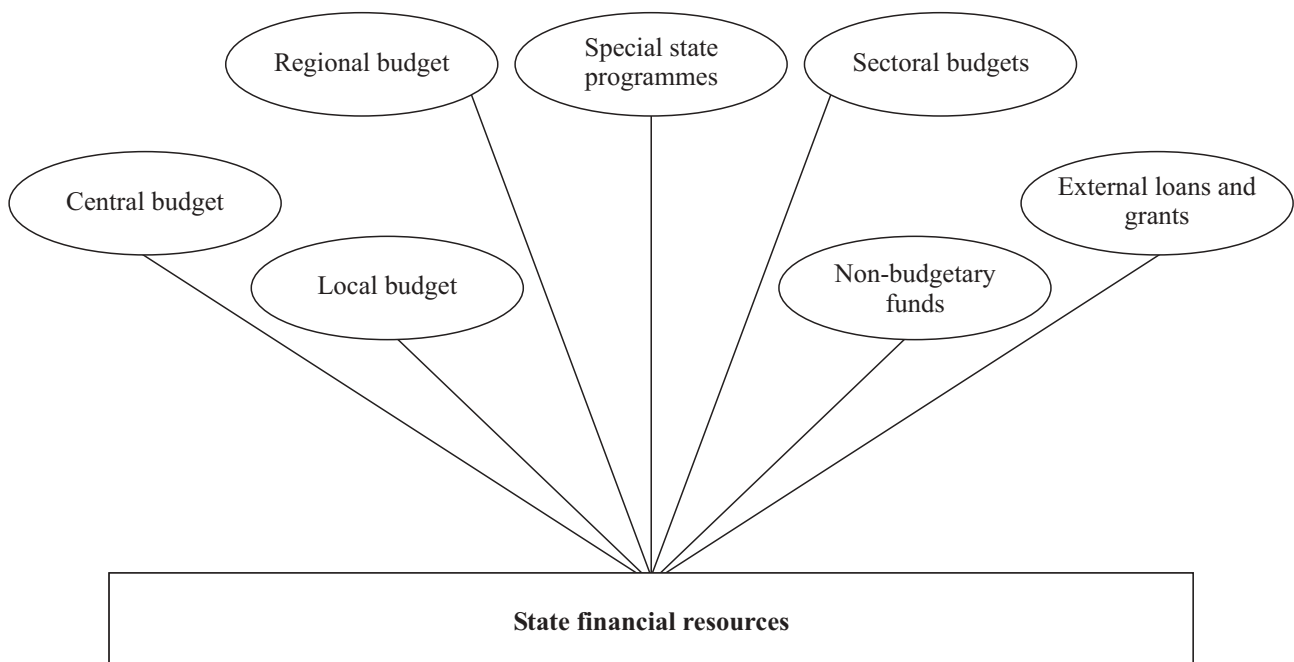 Regional budget
Special state
programmes
Sectoral budgets
Central budget
External loans and
grants
Local budget
Non-budgetary
funds
State financial resources